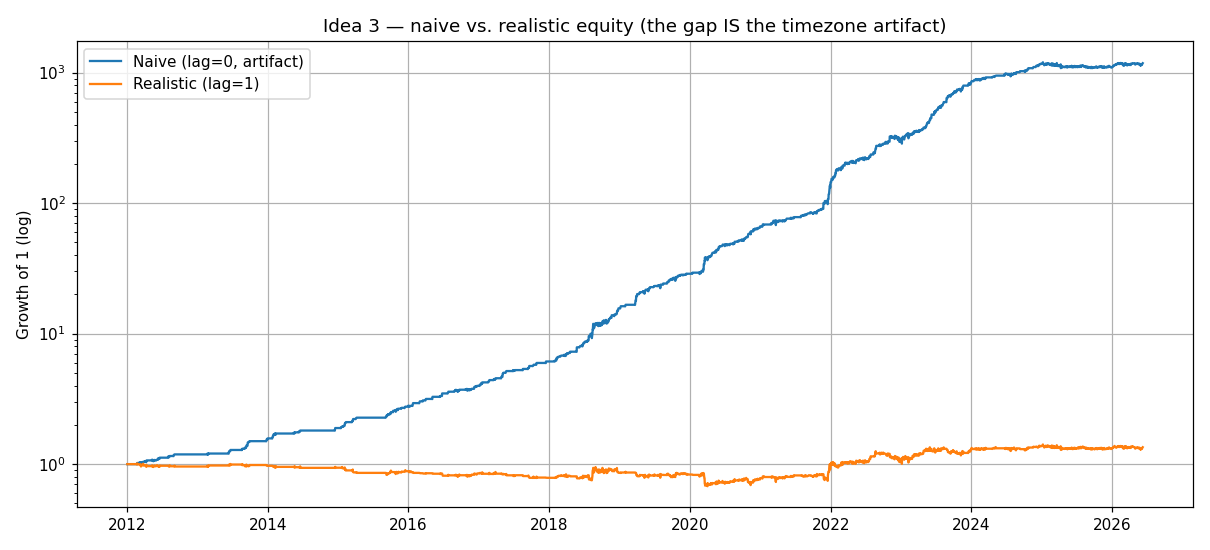 Idea 3 — naive vs. realistic equity (the gap IS the timezone artifact)
Naive (lag=0, artifact)
Realistic (lag=1)
Growth of 1 (log)
10³
10²
10¹
10⁰
2012 2014 2016 2018 2020 2022 2024 2026